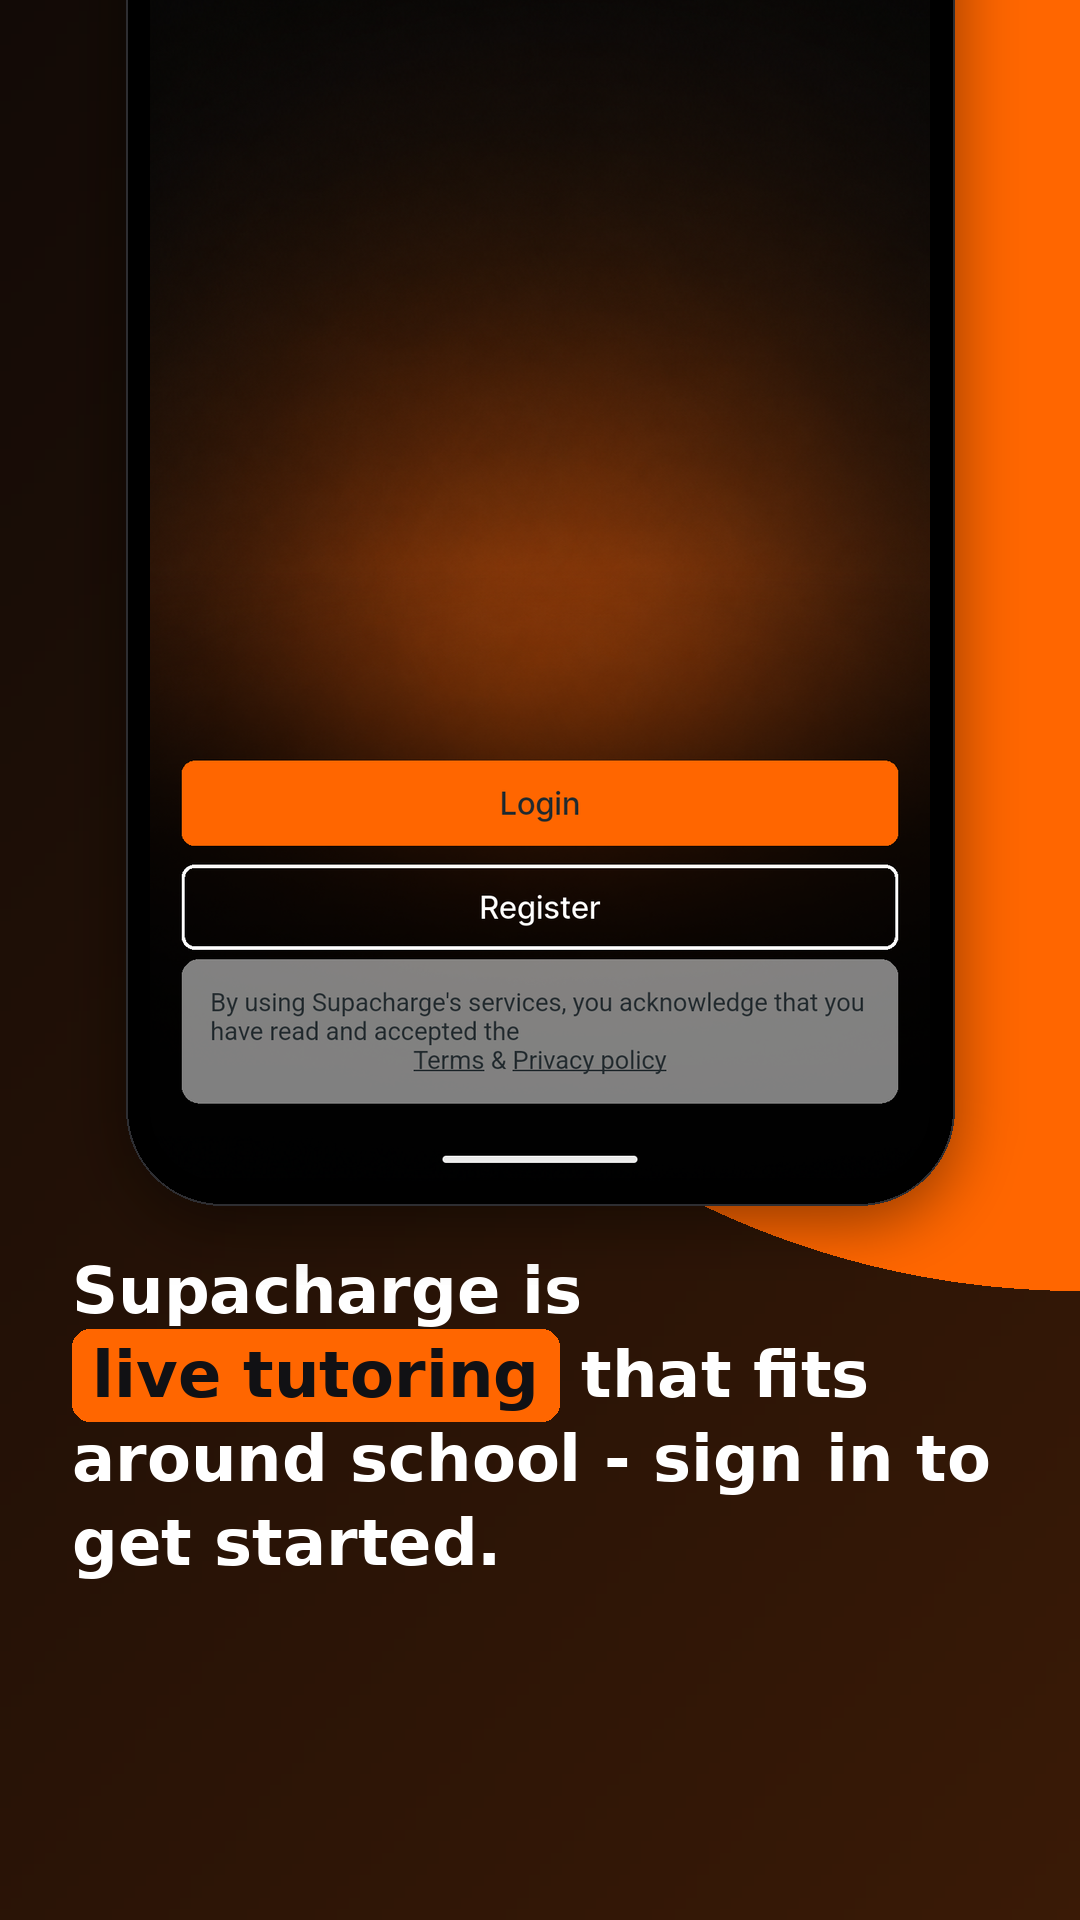 Login
Register
By using Supacharge's services, you acknowledge that you
have read and accepted the
Terms & Privacy policy
Supacharge is
live tutoring that fits
around school - sign in to
get started.